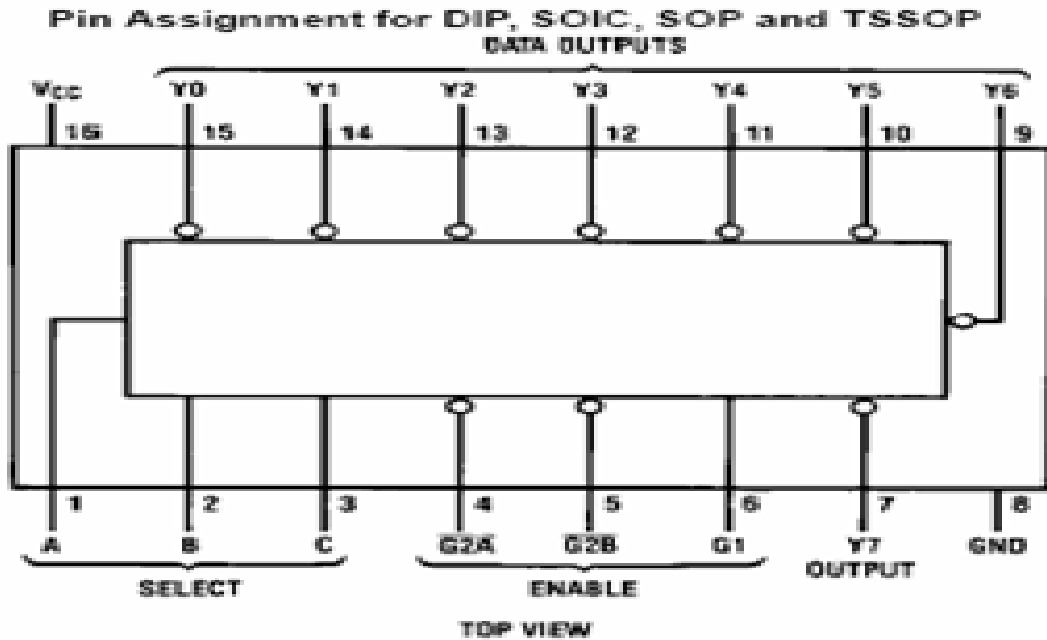 Pin Assignment for DIP, SOIC, SOP and TSSOP
DATA OUTPUTS
VCC Y0 Y1 Y2 Y3 Y4 Y5 Y6
16 15 14 13 12 11 10 9
1 2 3 4 5 6 7 8
A B C G2A G2B G1 Y7 GND
SELECT ENABLE OUTPUT
TOP VIEW